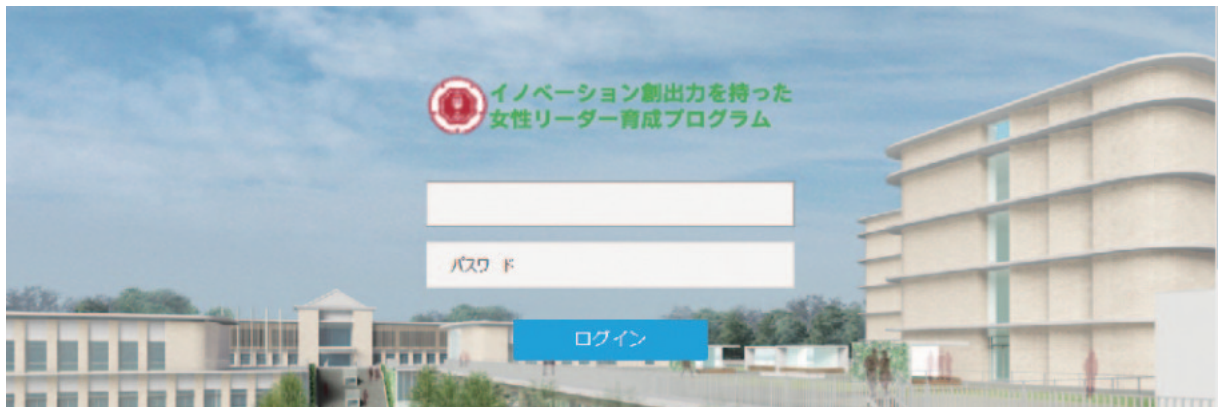 イノベーション創出力を持った
女性リーダー育成プログラム
パスワード
ログイン